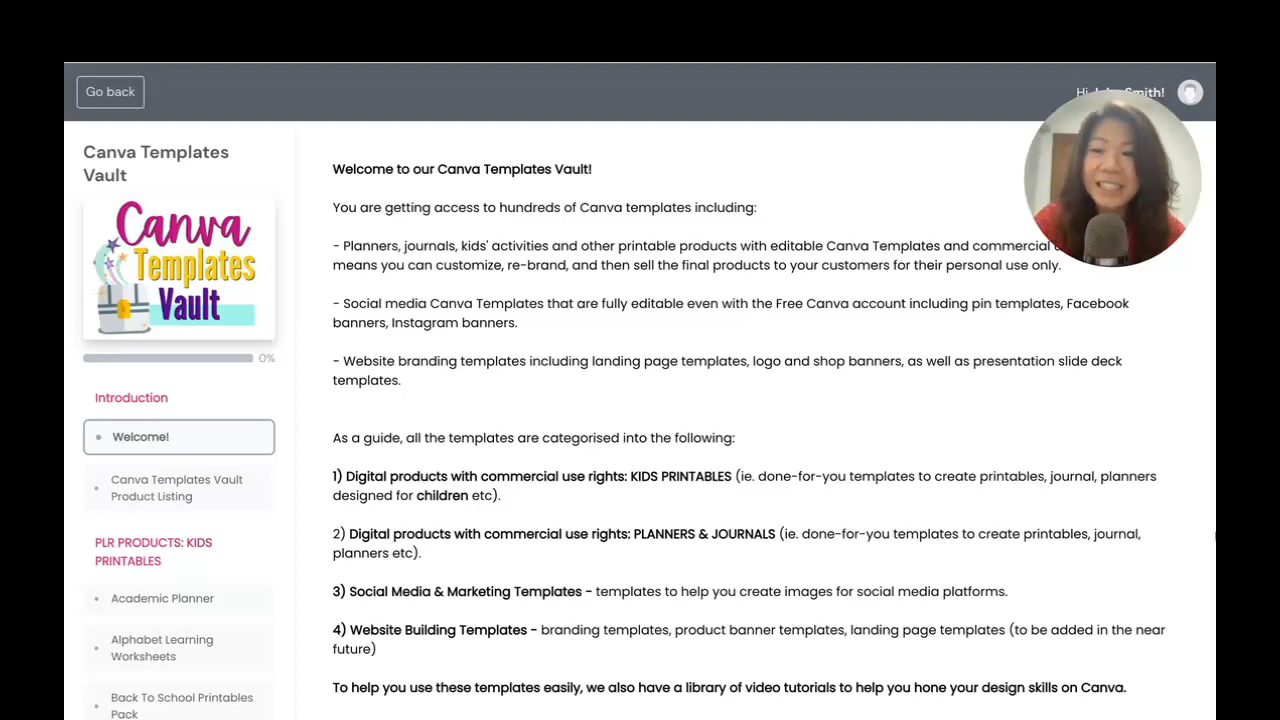 Go back
Hi Smith!
Canva Templates
Vault
Canva
Templates
Vault
0%
Introduction
Welcome!
Canva Templates Vault
Product Listing
PLR PRODUCTS: KIDS
PRINTABLES
Academic Planner
Alphabet Learning
Worksheets
Back To School Printables
Pack
Welcome to our Canva Templates Vault!
You are getting access to hundreds of Canva templates including:
- Planners, journals, kids' activities and other printable products with editable Canva Templates and commercial
means you can customize, re-brand, and then sell the final products to your customers for their personal use only.
- Social media Canva Templates that are fully editable even with the Free Canva account including pin templates, Facebook
banners, Instagram banners.
- Website branding templates including landing page templates, logo and shop banners, as well as presentation slide deck
templates.
As a guide, all the templates are categorised into the following:
1) Digital products with commercial use rights: KIDS PRINTABLES (ie. done-for-you templates to create printables, journal, planners
designed for children etc).
2) Digital products with commercial use rights: PLANNERS & JOURNALS (ie. done-for-you templates to create printables, journal,
planners etc).
3) Social Media & Marketing Templates - templates to help you create images for social media platforms.
4) Website Building Templates - branding templates, product banner templates, landing page templates (to be added in the near
future)
To help you use these templates easily, we also have a library of video tutorials to help you hone your design skills on Canva.